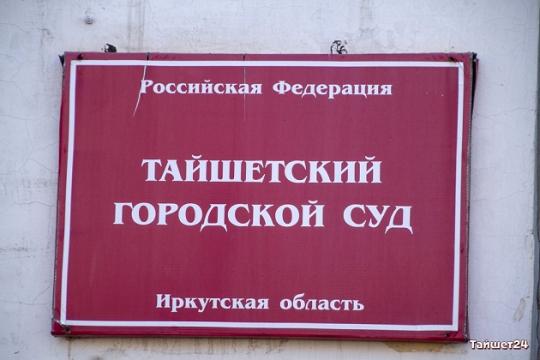 Российская Федерация
ТАЙШЕТСКИЙ
ГОРОДСКОЙ СУД
Иркутская область
Тайшет24